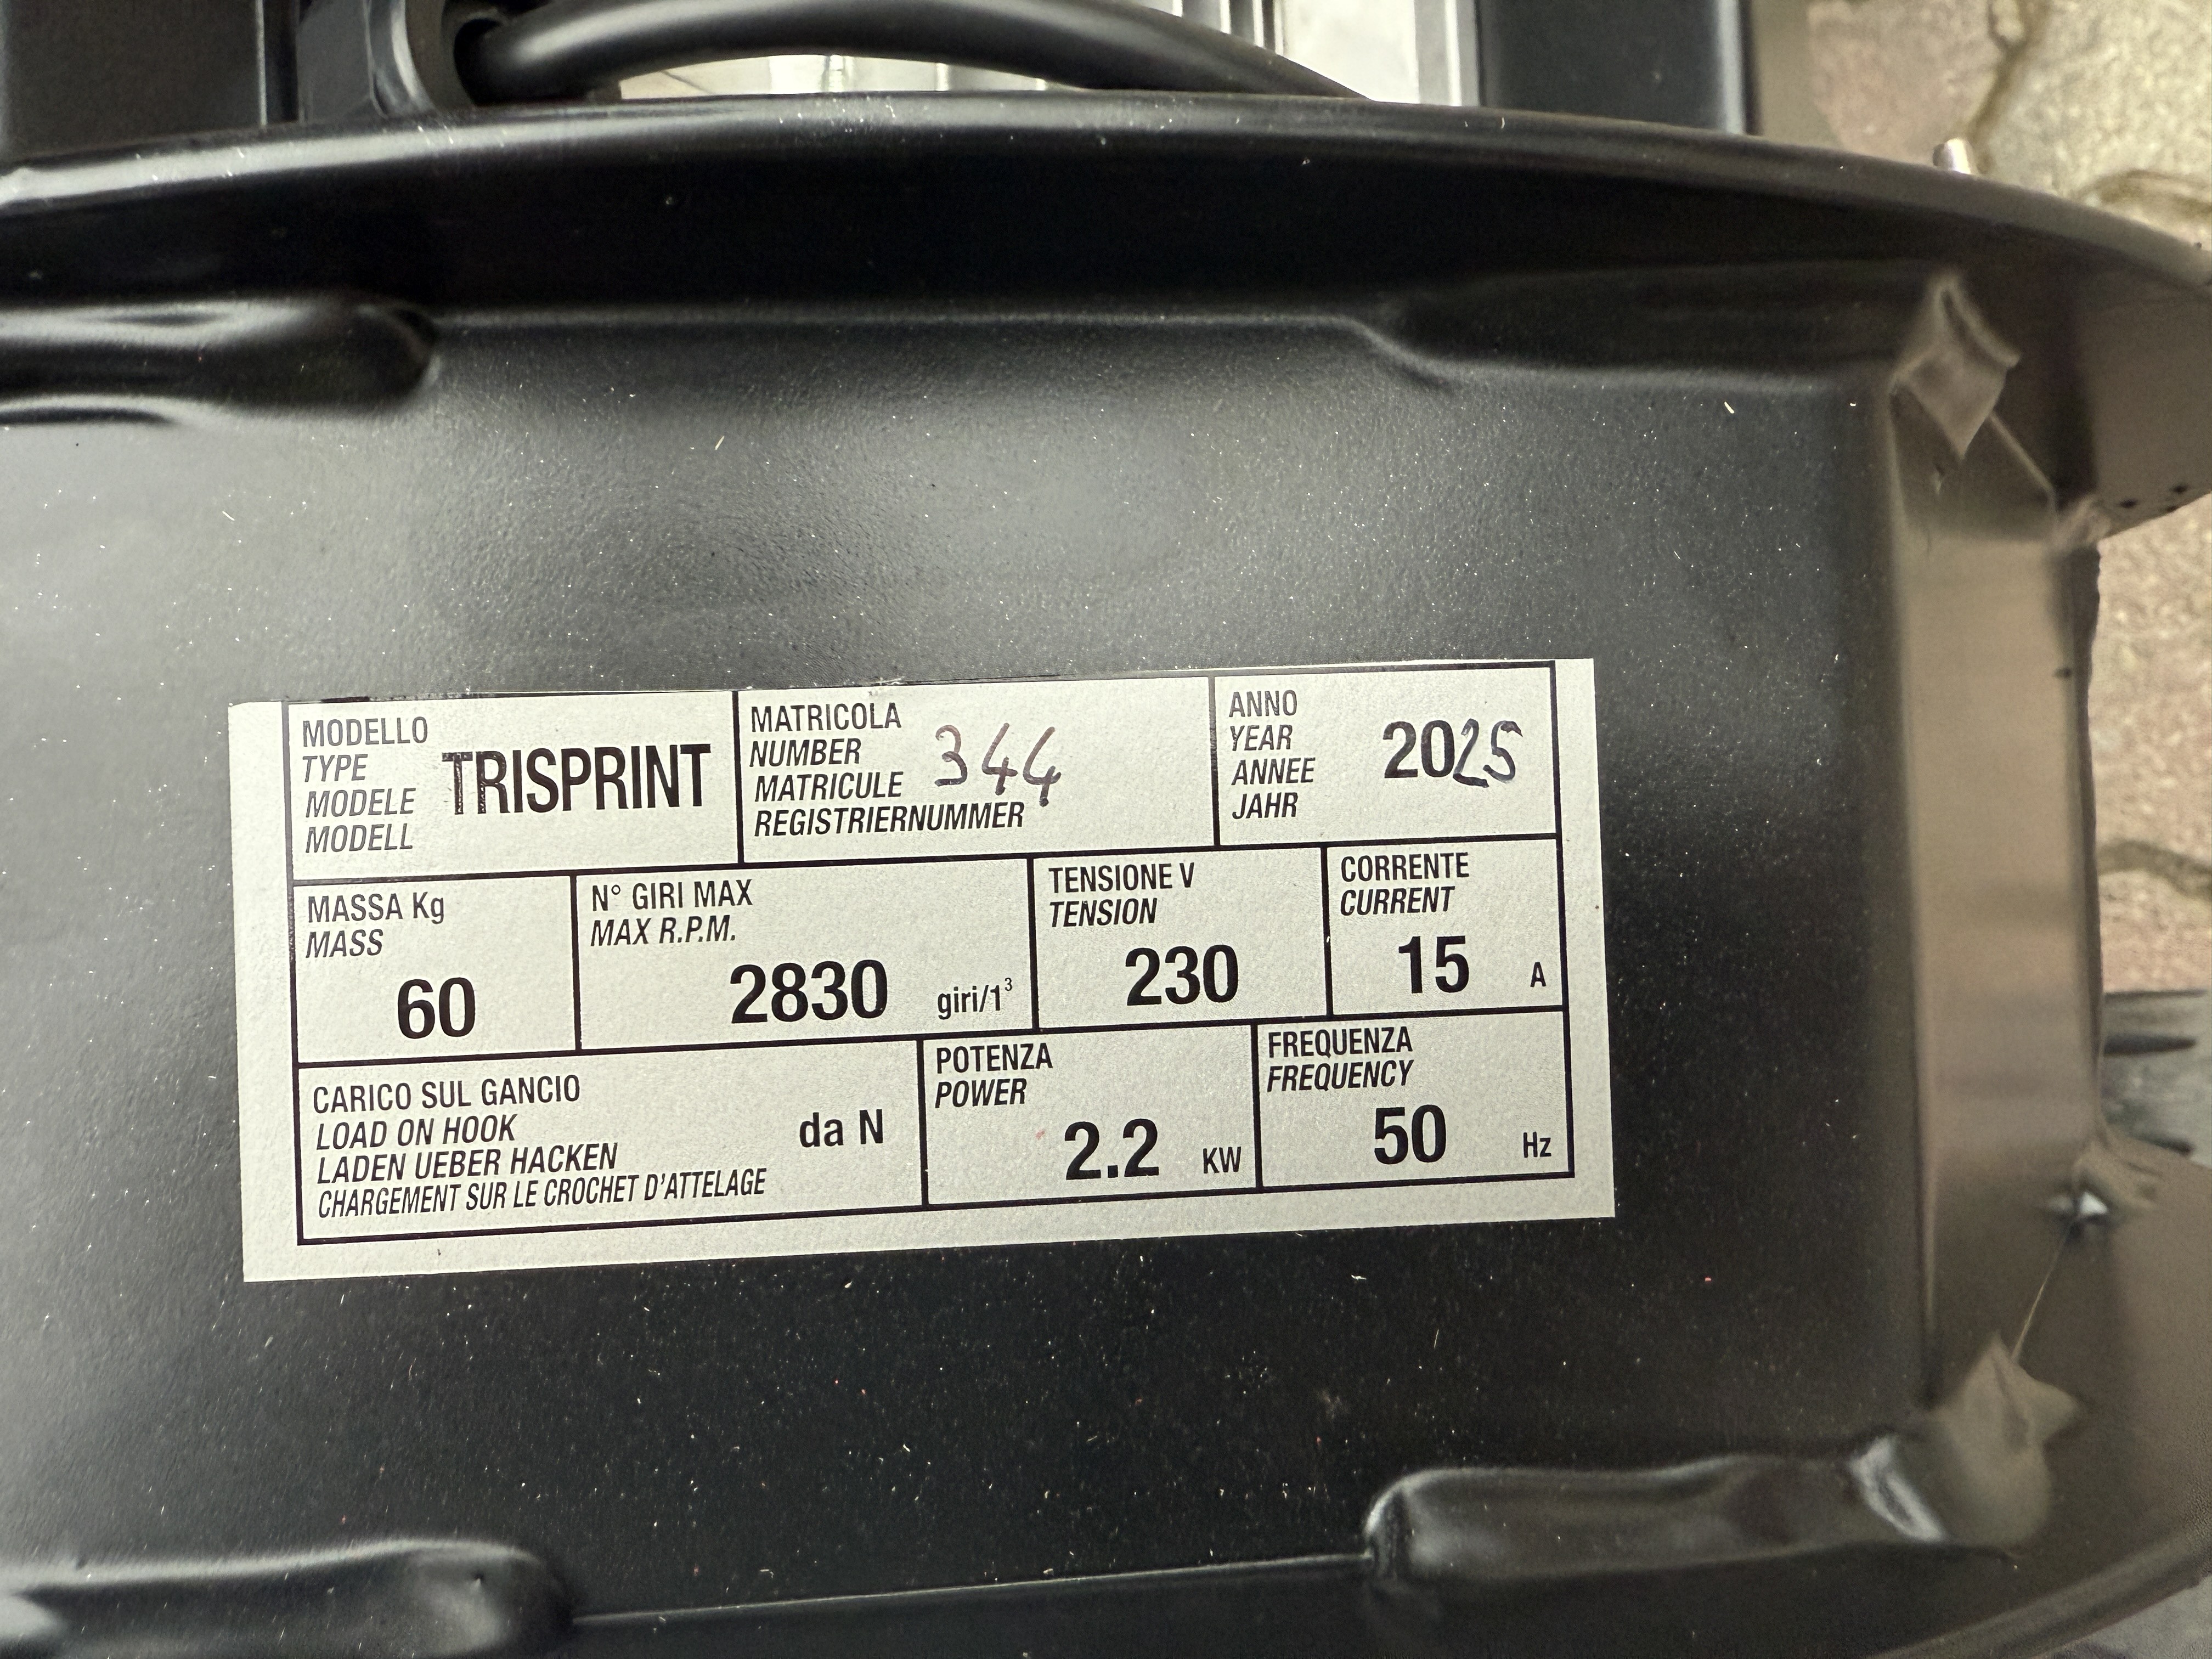 MODELLO
TYPE
MODELE
MODELL
TRISPRINT
MATRICOLA
NUMBER
MATRICULE
REGISTRIERNUMMER
344
ANNO
YEAR
ANNEE
JAHR
2025
MASSA Kg
MASS
60
N° GIRI MAX
MAX R.P.M.
2830 giri/1³
TENSIONE V
TENSION
230
CORRENTE
CURRENT
15 A
CARICO SUL GANCIO
LOAD ON HOOK
LADEN UEBER HACKEN
CHARGEMENT SUR LE CROCHET D'ATTELAGE
da N
POTENZA
POWER
2.2 KW
FREQUENZA
FREQUENCY
50 Hz